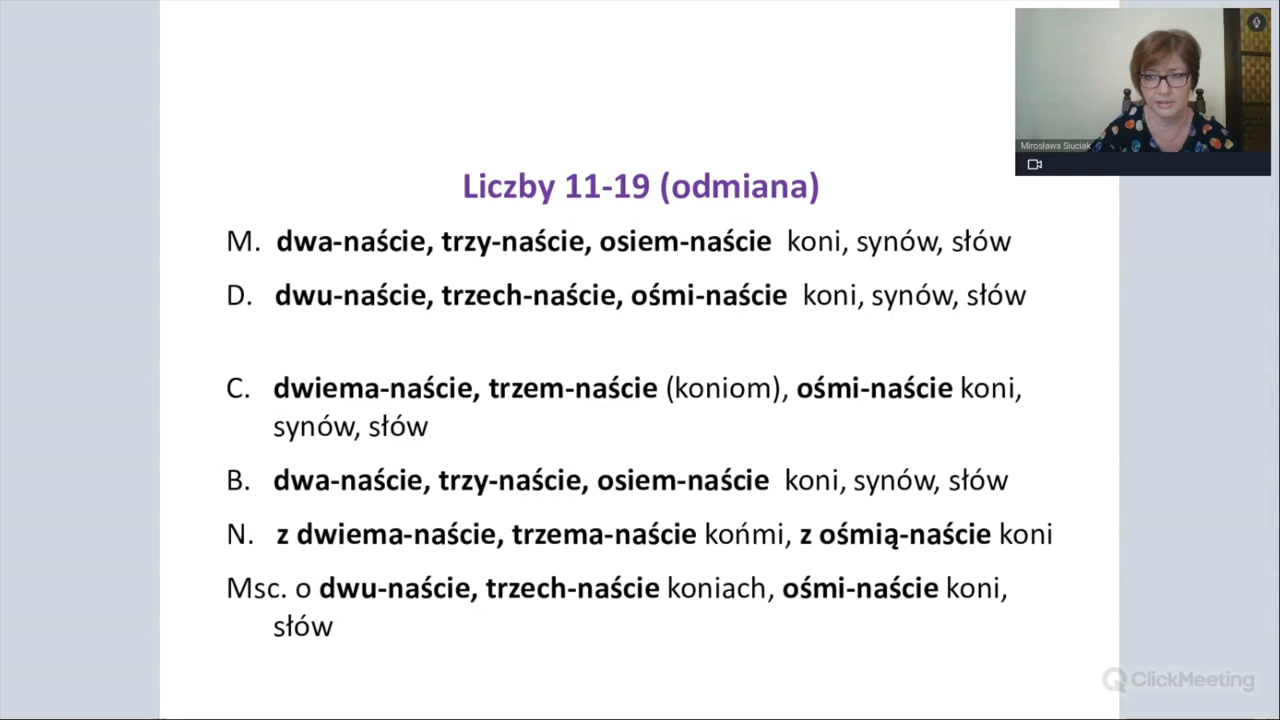 Mirosława Siuciak
Liczby 11-19 (odmiana)
M. dwa-naście, trzy-naście, osiem-naście koni, synów, słów
D. dwu-naście, trzech-naście, ośmi-naście koni, synów, słów
C. dwiema-naście, trzem-naście (koniom), ośmi-naście koni,
synów, słów
B. dwa-naście, trzy-naście, osiem-naście koni, synów, słów
N. z dwiema-naście, trzema-naście końmi, z ośmią-naście koni
Msc. o dwu-naście, trzech-naście koniach, ośmi-naście koni,
słów
ClickMeeting